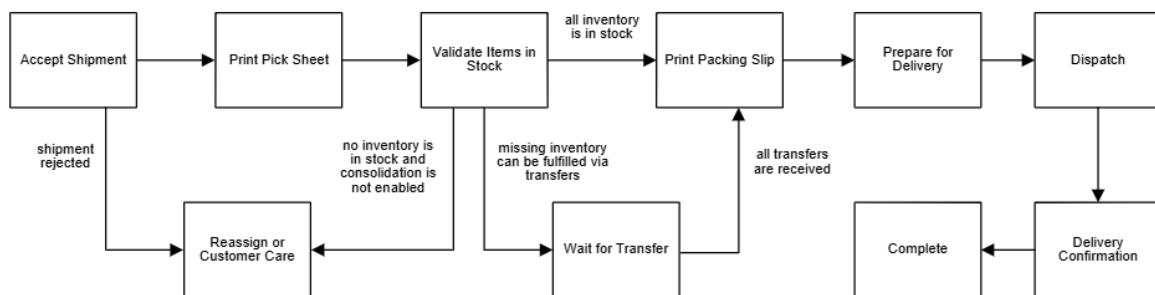 all inventory
is in stock
Accept Shipment
Print Pick Sheet
Validate Items in
Stock
Print Packing Slip
Prepare for
Delivery
Dispatch
shipment
rejected
no inventory is
in stock and
consolidation is
not enabled
missing inventory
can be fulfilled via
transfers
all transfers
are received
Reassign or
Customer Care
Wait for Transfer
Complete
Delivery
Confirmation